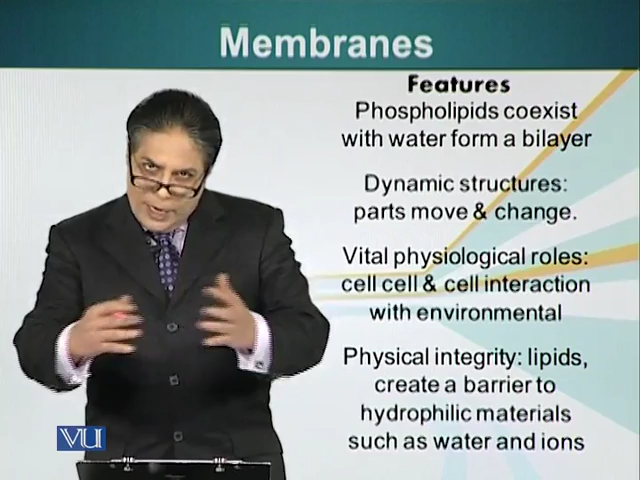 Membranes
Features
Phospholipids coexist
with water form a bilayer
Dynamic structures:
parts move & change.
Vital physiological roles:
cell cell & cell interaction
with environmental
Physical integrity: lipids,
create a barrier to
hydrophilic materials
such as water and ions
VU